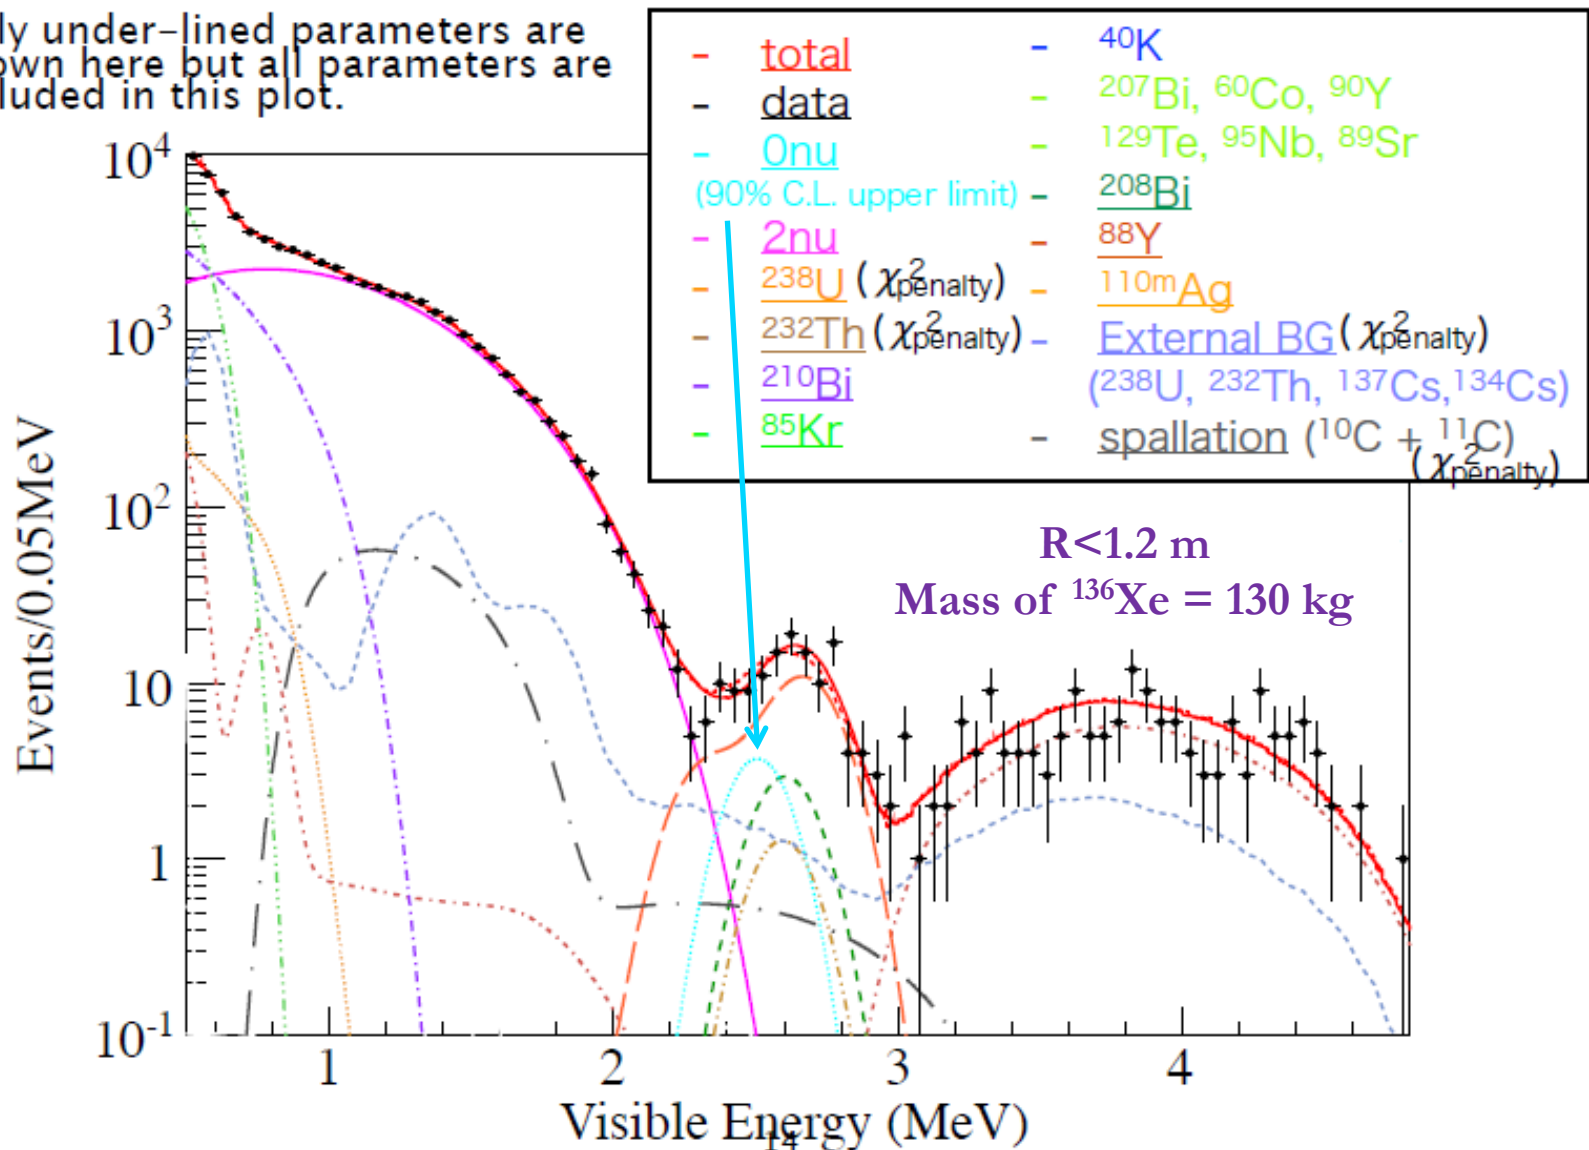 ly under-lined parameters are
own here but all parameters are
luded in this plot.
- total
- data
- 0nu
(90% C.L. upper limit)
- 2nu
- ²³⁸U (χ²penalty)
- ²³²Th (χ²penalty)
- ²¹⁰Bi
- ⁸⁵Kr
- ⁴⁰K
- ²⁰⁷Bi, ⁶⁰Co, ⁹⁰Y
- ¹²⁹Te, ⁹⁵Nb, ⁸⁹Sr
- ²⁰⁸Bi
- ⁸⁸Y
- ¹¹⁰ᵐAg
- External BG (χ²penalty)
(²³⁸U, ²³²Th, ¹³⁷Cs,¹³⁴Cs)
- spallation (¹⁰C + ¹¹C)
(χ²penalty)
R<1.2 m
Mass of ¹³⁶Xe = 130 kg
Events/0.05MeV
10⁴
10³
10²
10
1
10⁻¹
1 2 3 4
Visible Energy (MeV)
14